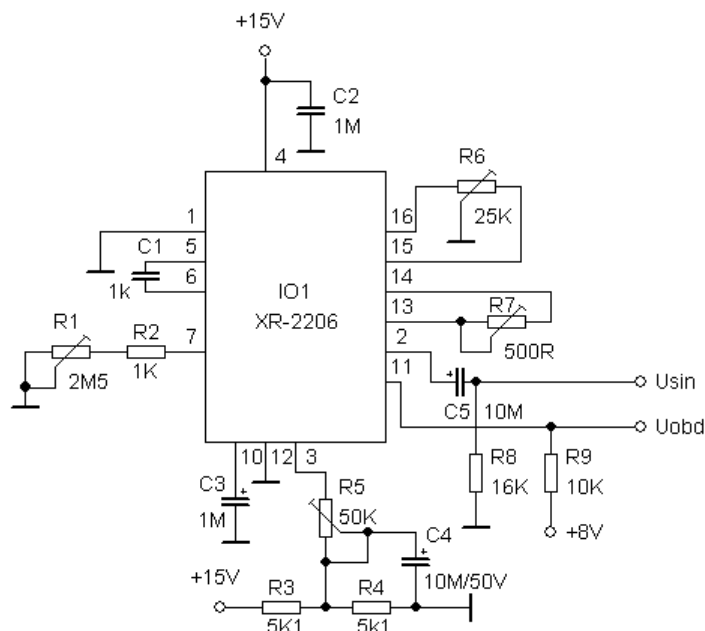 +15V
C2
1M
4
R6
25K
1
5
6
7
C1
1k
16
15
14
13
2
11
IO1
XR-2206
R7
500R
R1
2M5
R2
1K
C5
10M
Usin
Uobd
10
12
3
C3
1M
R5
50K
R8
16K
R9
10K
+8V
C4
10M/50V
+15V
R3
5K1
R4
5k1